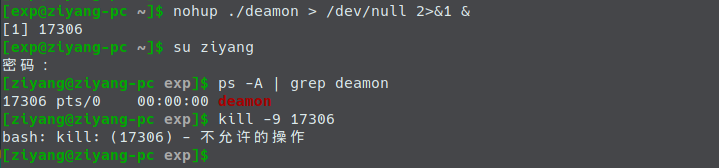 [exp@ziyang-pc ~]$ nohup ./deamon > /dev/null 2>&1 &
[1] 17306
[exp@ziyang-pc ~]$ su ziyang
密码：
[ziyang@ziyang-pc exp]$ ps -A | grep deamon
17306 pts/0    00:00:00 deamon
[ziyang@ziyang-pc exp]$ kill -9 17306
bash: kill: (17306) - 不允许的操作
[ziyang@ziyang-pc exp]$